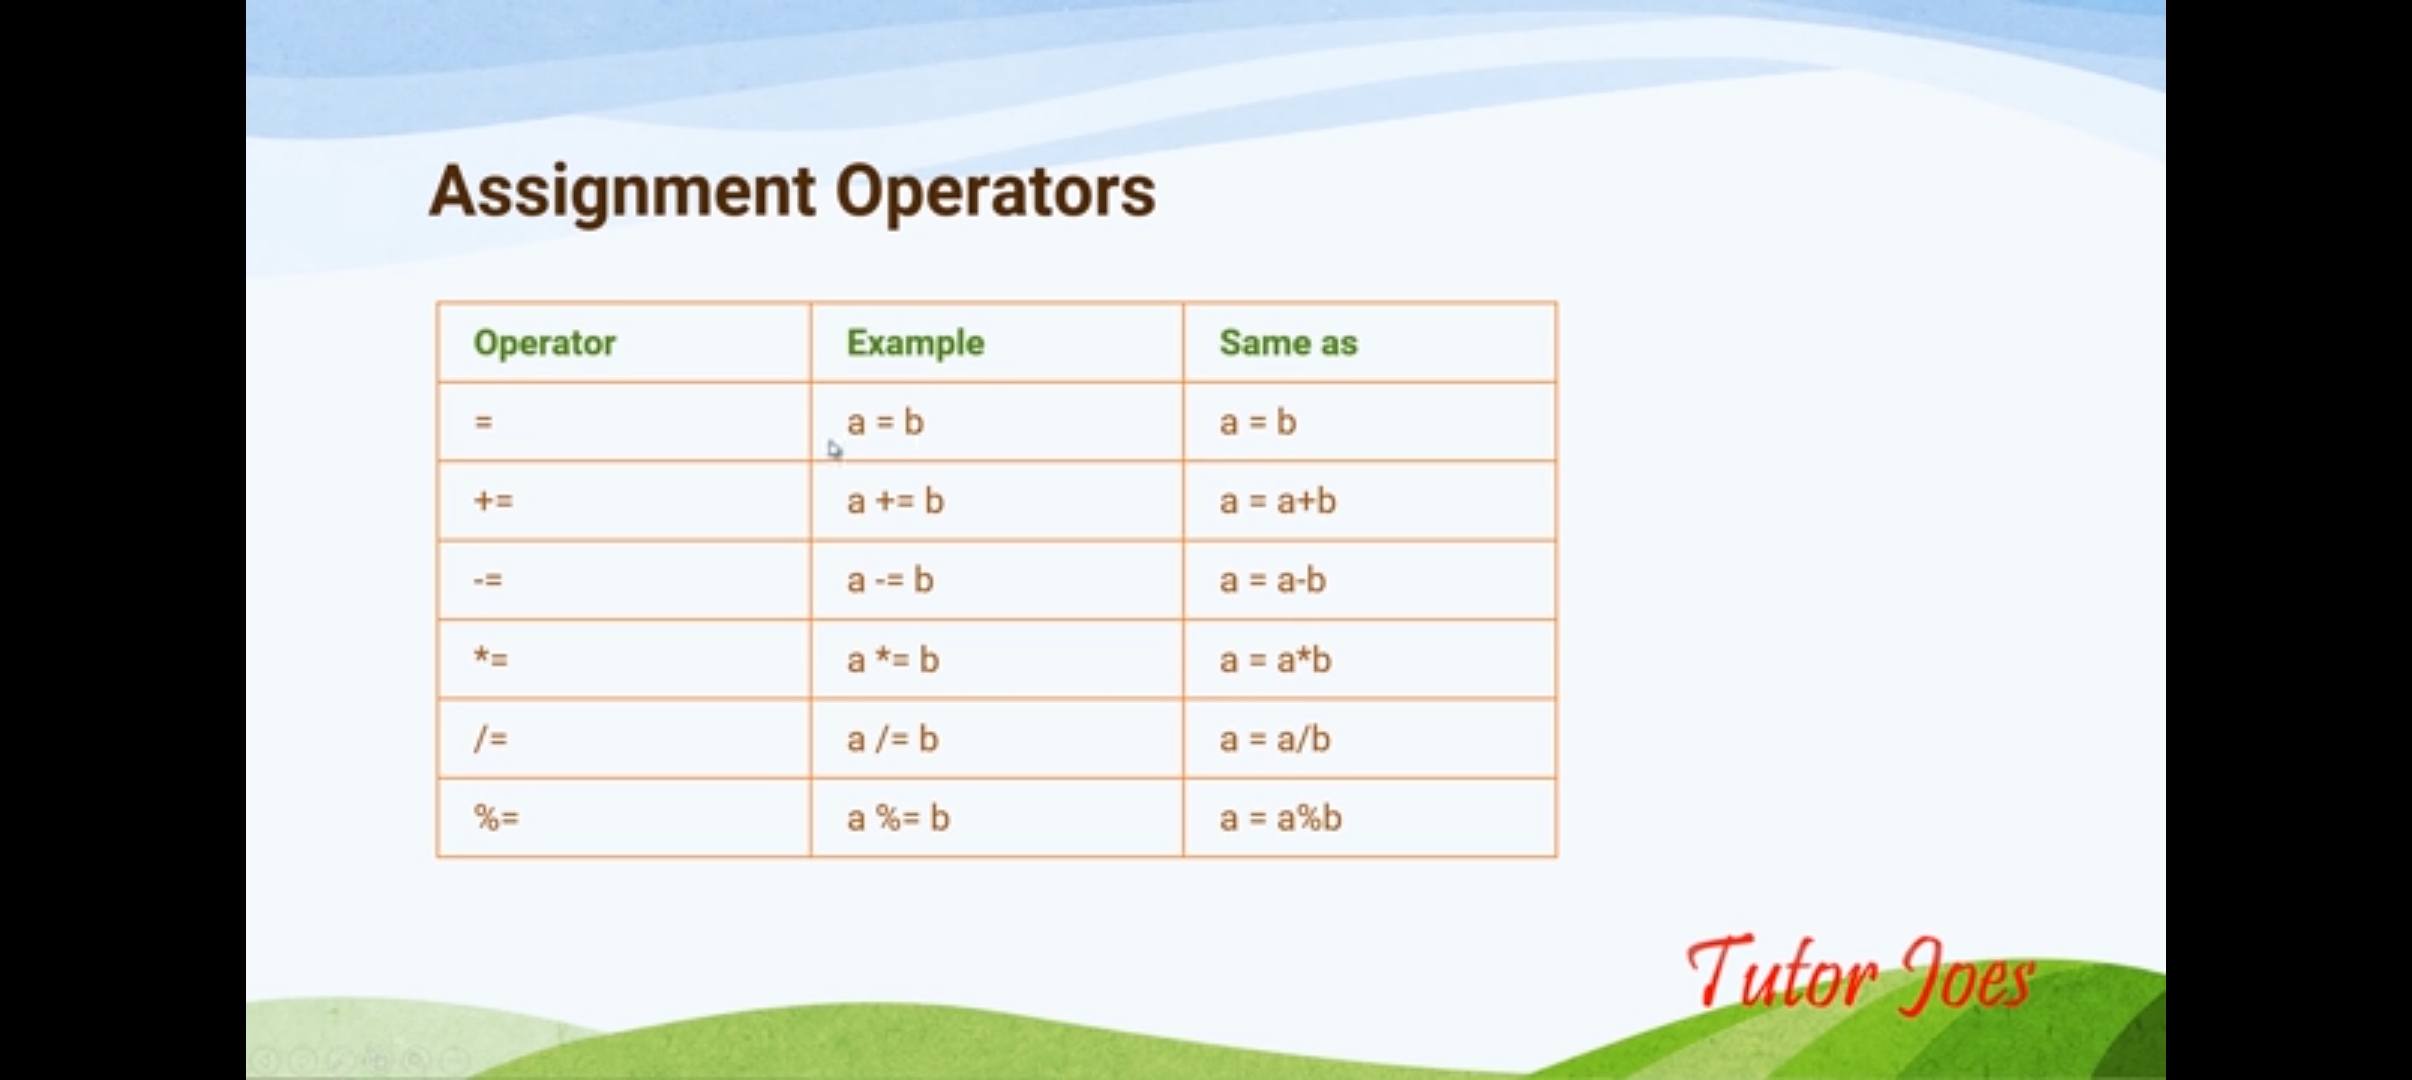 Assignment Operators
Operator Example Same as
= a = b a = b
+= a += b a = a+b
-= a -= b a = a-b
*= a *= b a = a*b
/= a /= b a = a/b
%= a %= b a = a%b
Tutor Joes